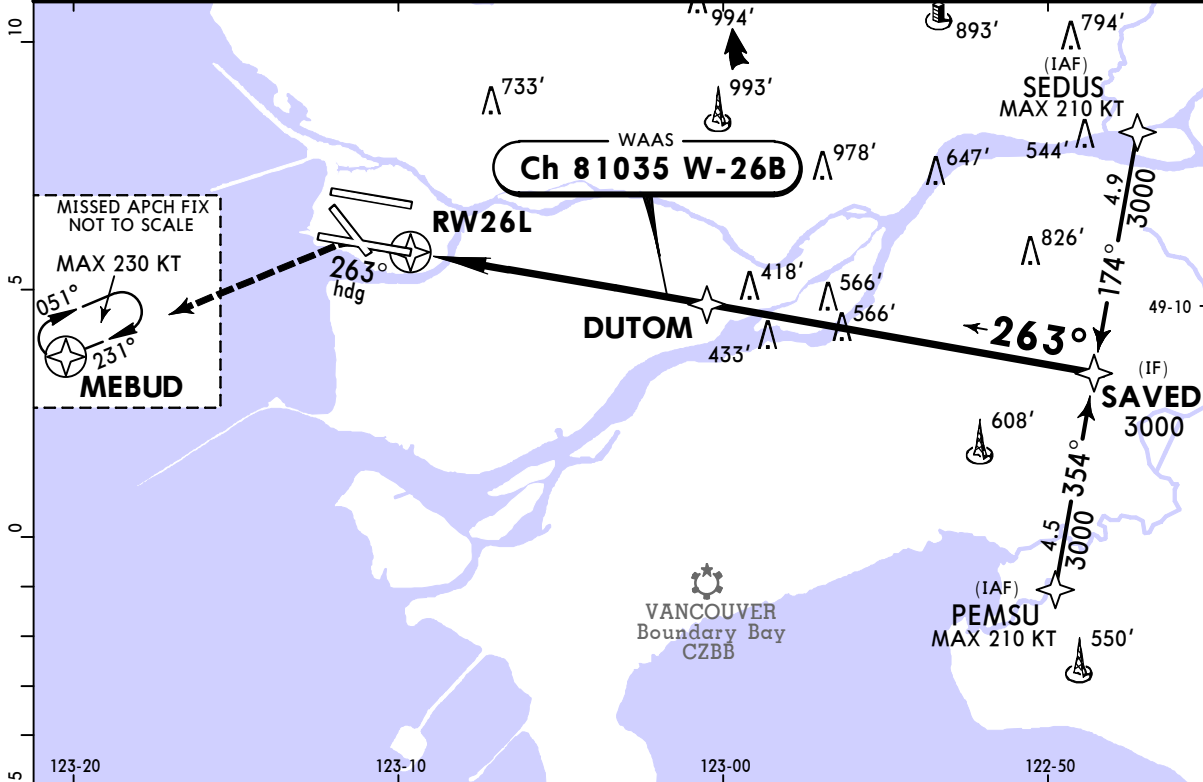 10
994'
893'
794'
(IAF)
SEDUS
MAX 210 KT
733'
993'
WAAS
Ch 81035 W-26B
978'
647'
544'
4.9
3000
174°
MISSED APCH FIX
NOT TO SCALE
MAX 230 KT
051°
231°
MEBUD
RW26L
263°
hdg
826'
5
418'
566'
566'
433'
DUTOM
263°
49-10
(IF)
SAVED
3000
608'
354°
4.5
3000
0
(IAF)
PEMSU
MAX 210 KT
550'
VANCOUVER
Boundary Bay
CZBB
5
123-20
123-10
123-00
122-50